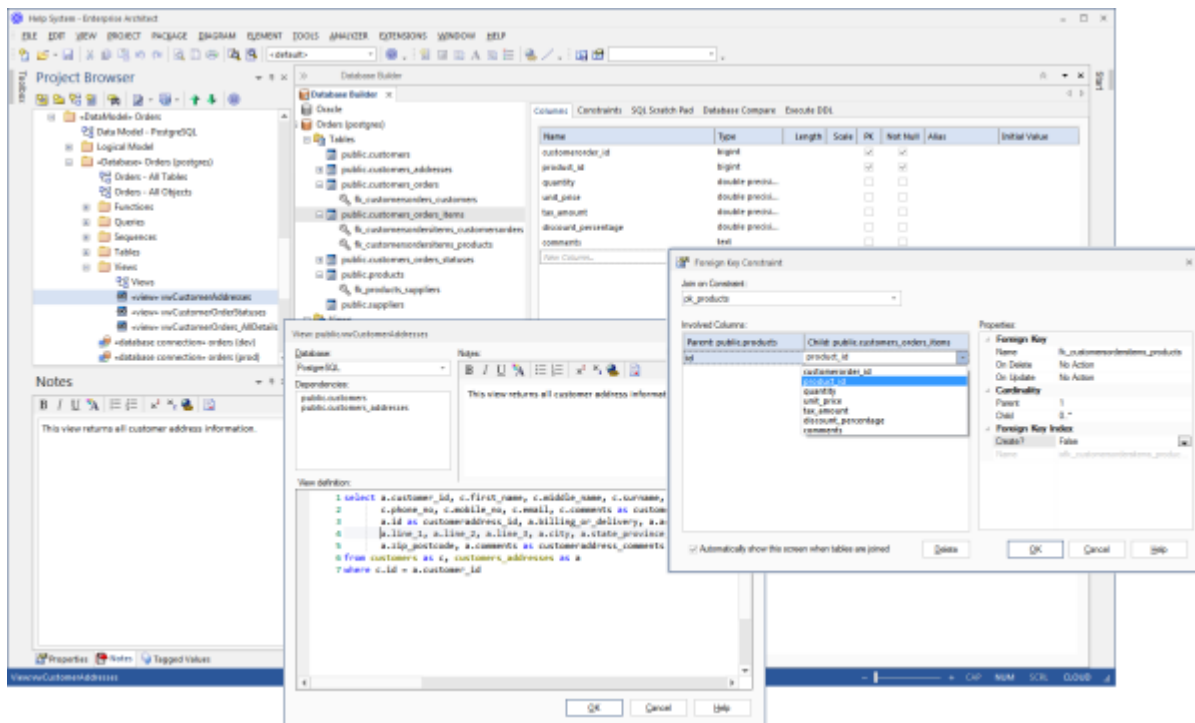 Help System - Enterprise Architect
FILE EDIT VIEW PROJECT PACKAGE DIAGRAM ELEMENT TOOLS ANALYZER EXTENSIONS WINDOW HELP
<default>
Toolbox
Project Browser
«DataModel» Orders
Data Model - PostgreSQL
Logical Model
«Database» Orders (postgres)
Orders - All Tables
Orders - All Objects
Functions
Queries
Sequences
Tables
Views
Views
«view» vwCustomerAddresses
«view» vwCustomerOrderStatuses
«view» vwCustomerOrders_AllDetails
«database connection» orders (dev)
«database connection» orders (prod)
Notes
B I U
This view returns all customer address information.
Properties Notes Tagged Values
View:vwCustomerAddresses
CAP NUM SCRL CLOUD
Database Builder
Start
Database Builder
Oracle
Orders (postgres)
Tables
public.customers
public.customers_addresses
public.customers_orders
fk_customersorders_customers
public.customers_orders_items
fk_customersordersitems_customersorders
fk_customersordersitems_products
public.customers_orders_statuses
public.products
fk_products_suppliers
public.suppliers
Views
Columns Constraints SQL Scratch Pad Database Compare Execute DDL
Name Type Length Scale PK Not Null Alias Initial Value
customerorder_id bigint
product_id bigint
quantity double precisi...
unit_price double precisi...
tax_amount double precisi...
discount_percentage double precisi...
comments text
New Column...
View: public.vwCustomerAddresses
Database:
PostgreSQL
Dependencies:
public.customers
public.customers_addresses
Notes:
B I U
This view returns all customer address informat
View definition:
1 select a.customer_id, c.first_name, c.middle_name, c.surname,
2 c.phone_no, c.mobile_no, c.email, c.comments as custome
3 a.id as customeraddress_id, a.billing_or_delivery, a.a
4 a.line_1, a.line_2, a.line_3, a.city, a.state_province
5 a.zip_postcode, a.comments as customeraddress_comments
6 from customers as c, customers_addresses as a
7 where c.id = a.customer_id
OK Cancel Help
Foreign Key Constraint
Join on Constraint:
pk_products
Involved Columns:
Parent: public.products Child: public.customers_orders_items
id product_id
customerorder_id
product_id
quantity
unit_price
tax_amount
discount_percentage
comments
Properties:
Foreign Key
Name fk_customersordersitems_products
On Delete No Action
On Update No Action
Cardinality
Parent 1
Child 0..*
Foreign Key Index
Create? False
Name
Automatically show this screen when tables are joined
Delete OK Cancel Help